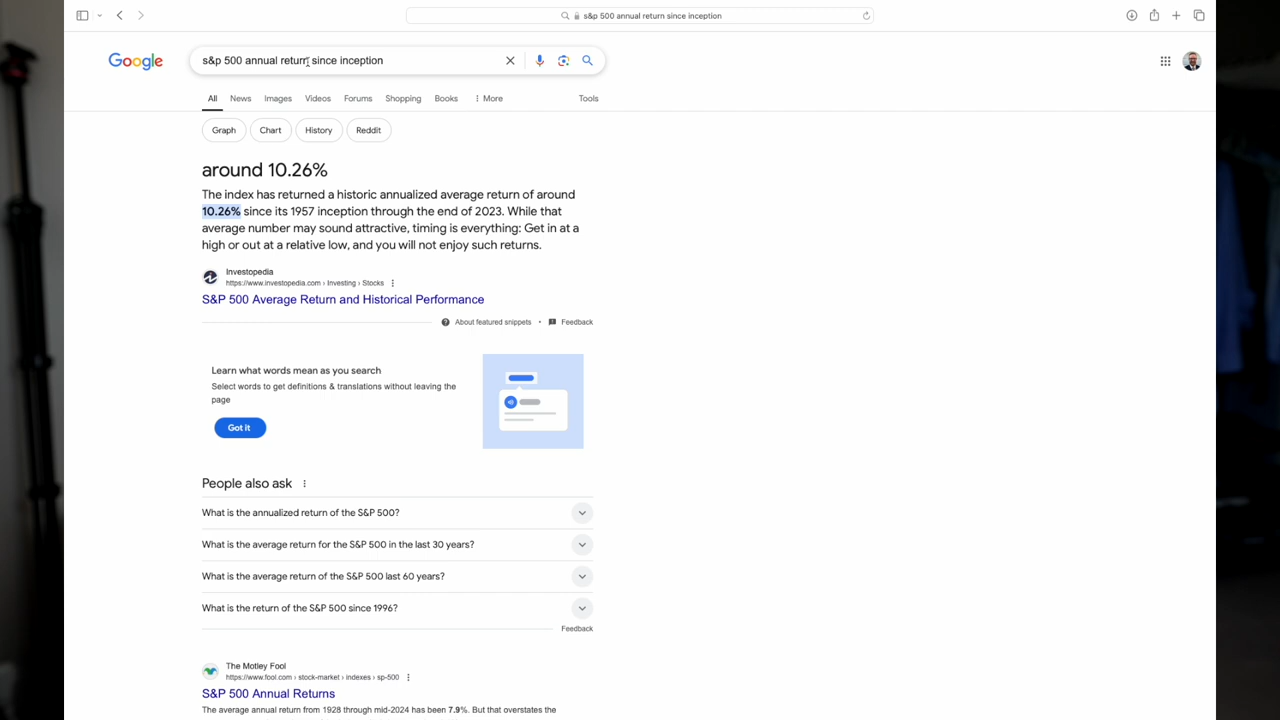 s&p 500 annual return since inception
Google
s&p 500 annual return since inception
All News Images Videos Forums Shopping Books More Tools
Graph Chart History Reddit
around 10.26%
The index has returned a historic annualized average return of around
10.26% since its 1957 inception through the end of 2023. While that
average number may sound attractive, timing is everything: Get in at a
high or out at a relative low, and you will not enjoy such returns.
Investopedia
https://www.investopedia.com › Investing › Stocks
S&P 500 Average Return and Historical Performance
About featured snippets • Feedback
Learn what words mean as you search
Select words to get definitions & translations without leaving the
page
Got it
People also ask
What is the annualized return of the S&P 500?
What is the average return for the S&P 500 in the last 30 years?
What is the average return of the S&P 500 last 60 years?
What is the return of the S&P 500 since 1996?
Feedback
The Motley Fool
https://www.fool.com › stock-market › indexes › sp-500
S&P 500 Annual Returns
The average annual return from 1928 through mid-2024 has been 7.9%. But that overstates the